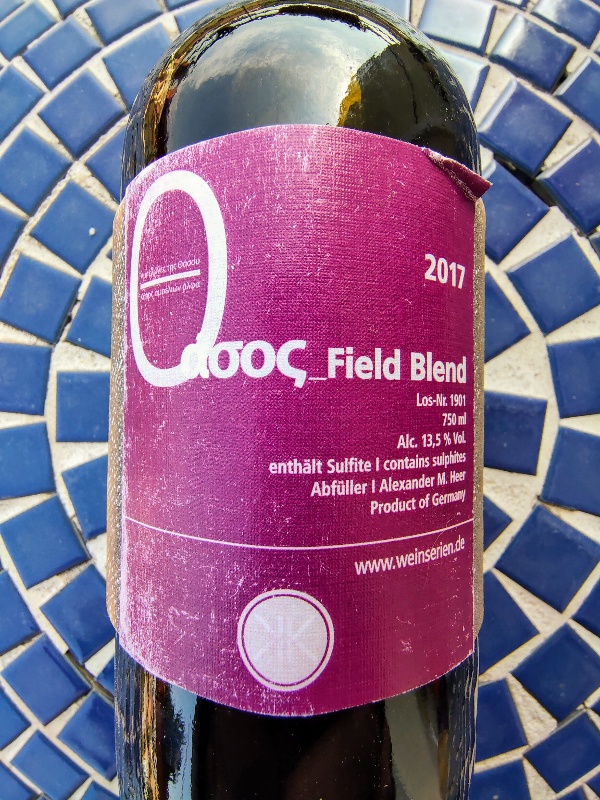 2017
Θασος_Field Blend
Los-Nr. 1901
750 ml
Alc. 13,5 % Vol.
enthält Sulfite I contains sulphites
Abfüller I Alexander M. Heer
Product of Germany
www.weinserien.de